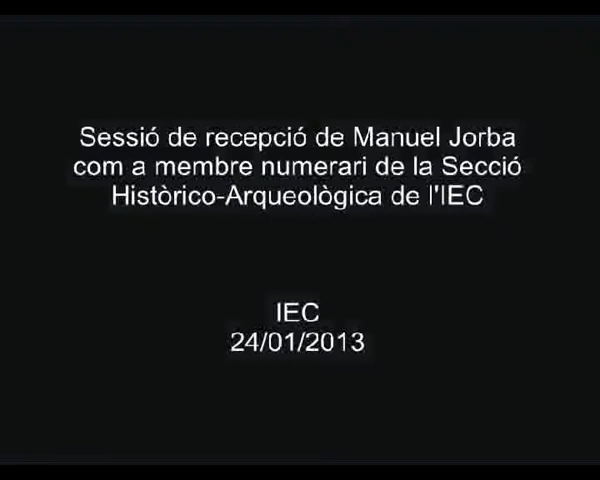 Sessió de recepció de Manuel Jorba
com a membre numerari de la Secció
Històrico-Arqueològica de l'IEC
IEC
24/01/2013